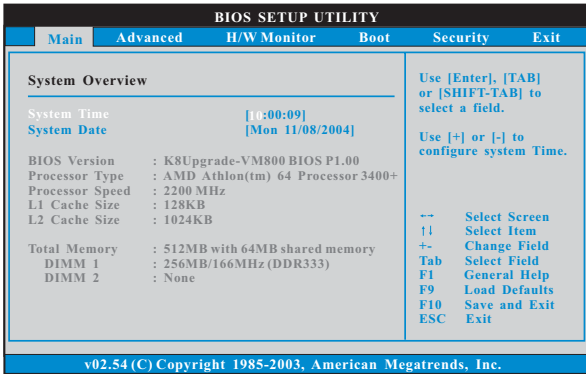 BIOS SETUP UTILITY
Main Advanced H/W Monitor Boot Security Exit
System Overview
System Time [10:00:09]
System Date [Mon 11/08/2004]
BIOS Version : K8Upgrade-VM800 BIOS P1.00
Processor Type : AMD Athlon(tm) 64 Processor 3400+
Processor Speed : 2200 MHz
L1 Cache Size : 128KB
L2 Cache Size : 1024KB
Total Memory : 512MB with 64MB shared memory
DIMM 1 : 256MB/166MHz (DDR333)
DIMM 2 : None
Use [Enter], [TAB]
or [SHIFT-TAB] to
select a field.
Use [+] or [-] to
configure system Time.
←→ Select Screen
↑↓ Select Item
+- Change Field
Tab Select Field
F1 General Help
F9 Load Defaults
F10 Save and Exit
ESC Exit
v02.54 (C) Copyright 1985-2003, American Megatrends, Inc.